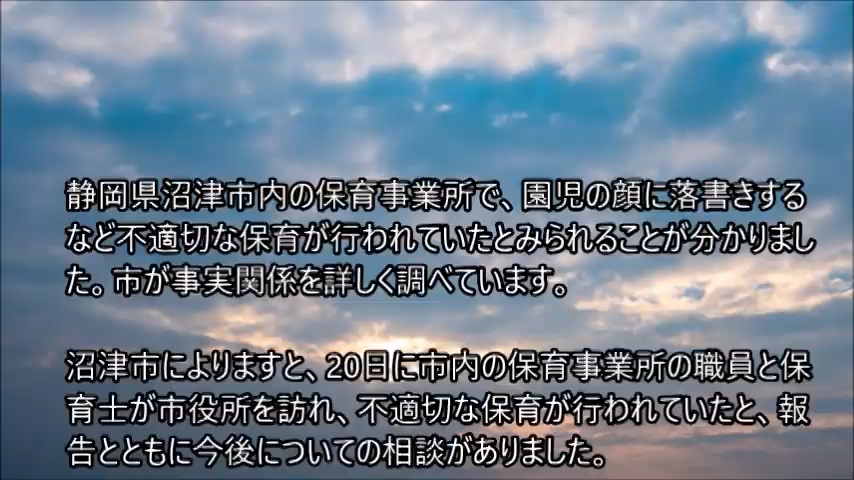 静岡県沼津市内の保育事業所で、園児の顔に落書きする
など不適切な保育が行われていたとみられることが分かりまし
た。市が事実関係を詳しく調べています。
沼津市によりますと、20日に市内の保育事業所の職員と保
育士が市役所を訪れ、不適切な保育が行われていたと、報
告とともに今後についての相談がありました。